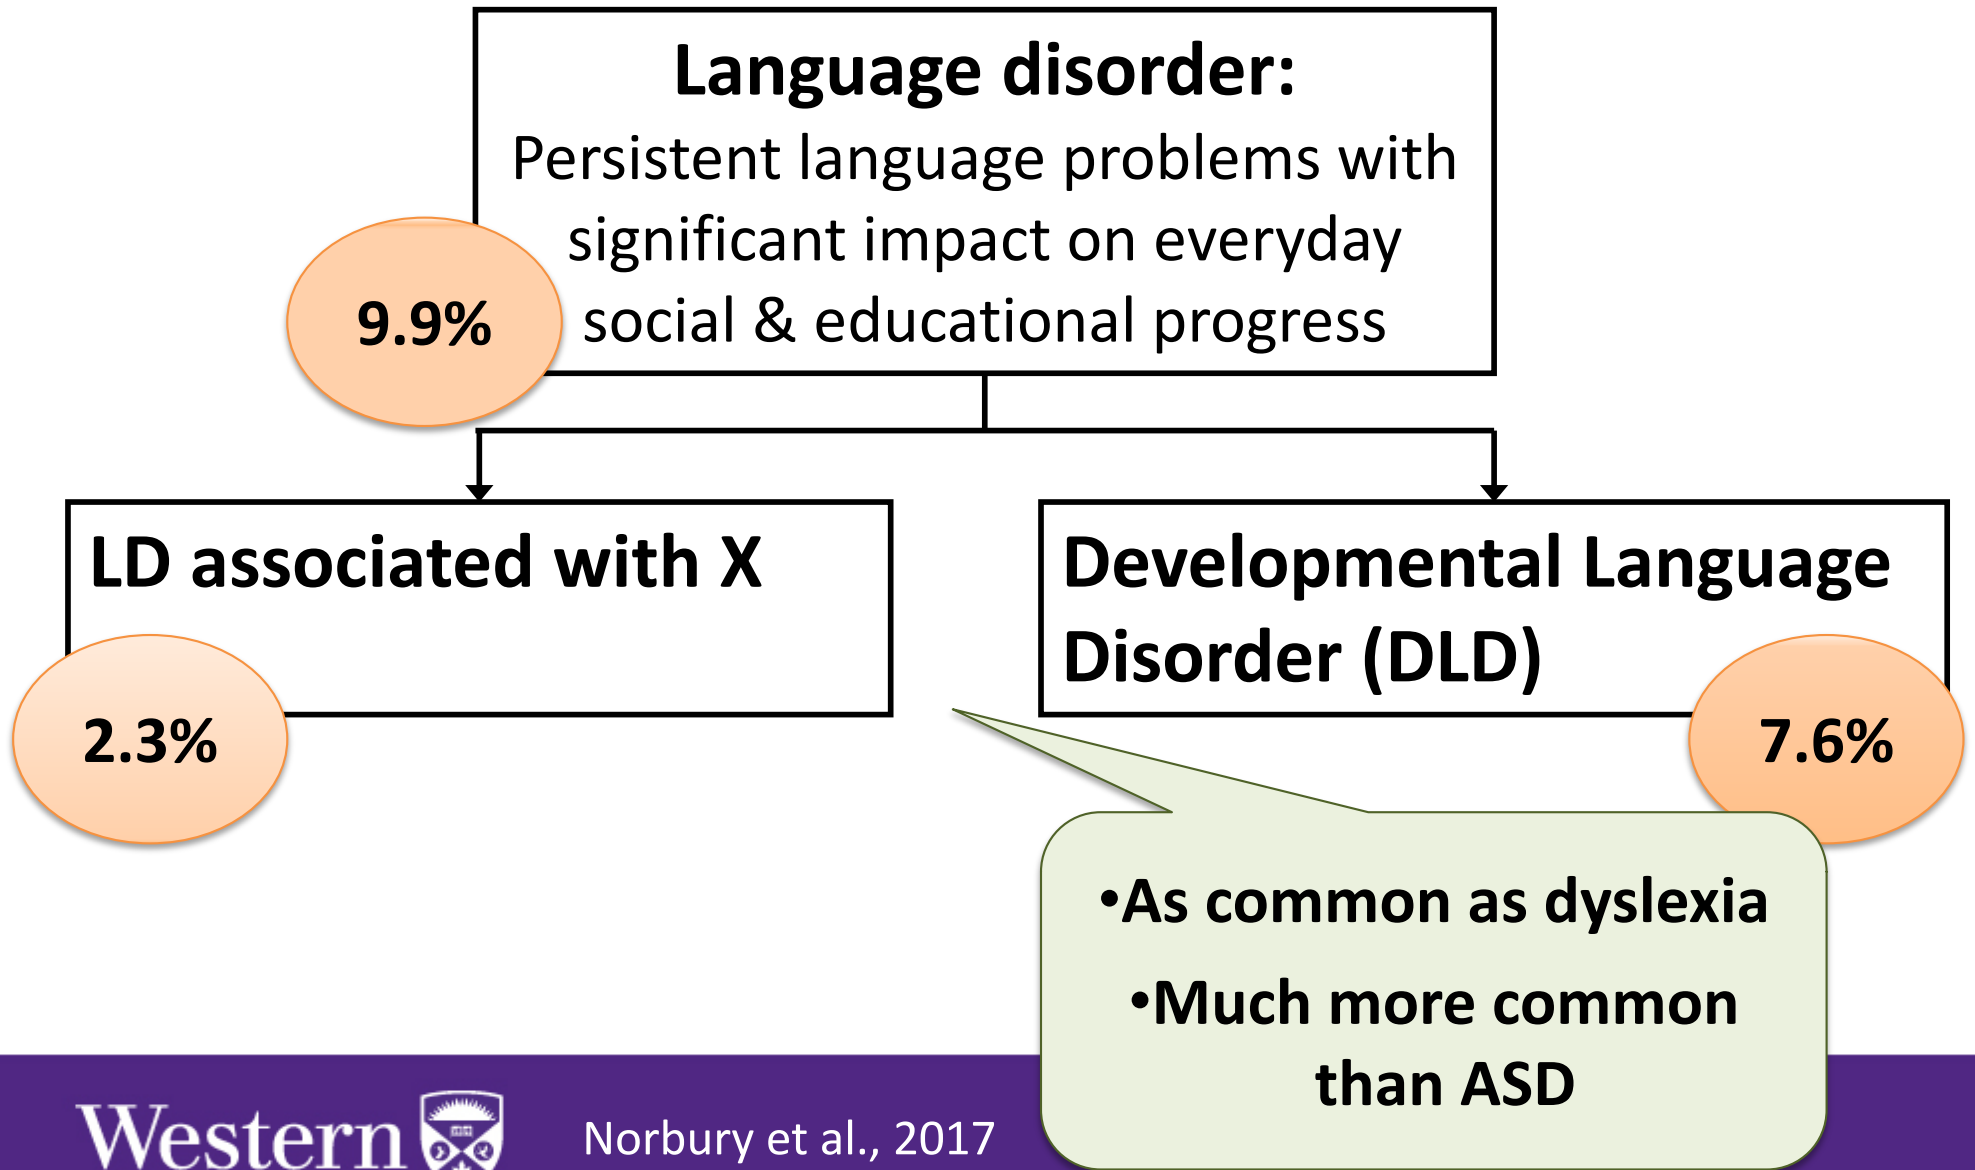 Language disorder:
Persistent language problems with
significant impact on everyday
social & educational progress
9.9%
LD associated with X
2.3%
Developmental Language
Disorder (DLD)
7.6%
•As common as dyslexia
•Much more common
than ASD
Western
Norbury et al., 2017